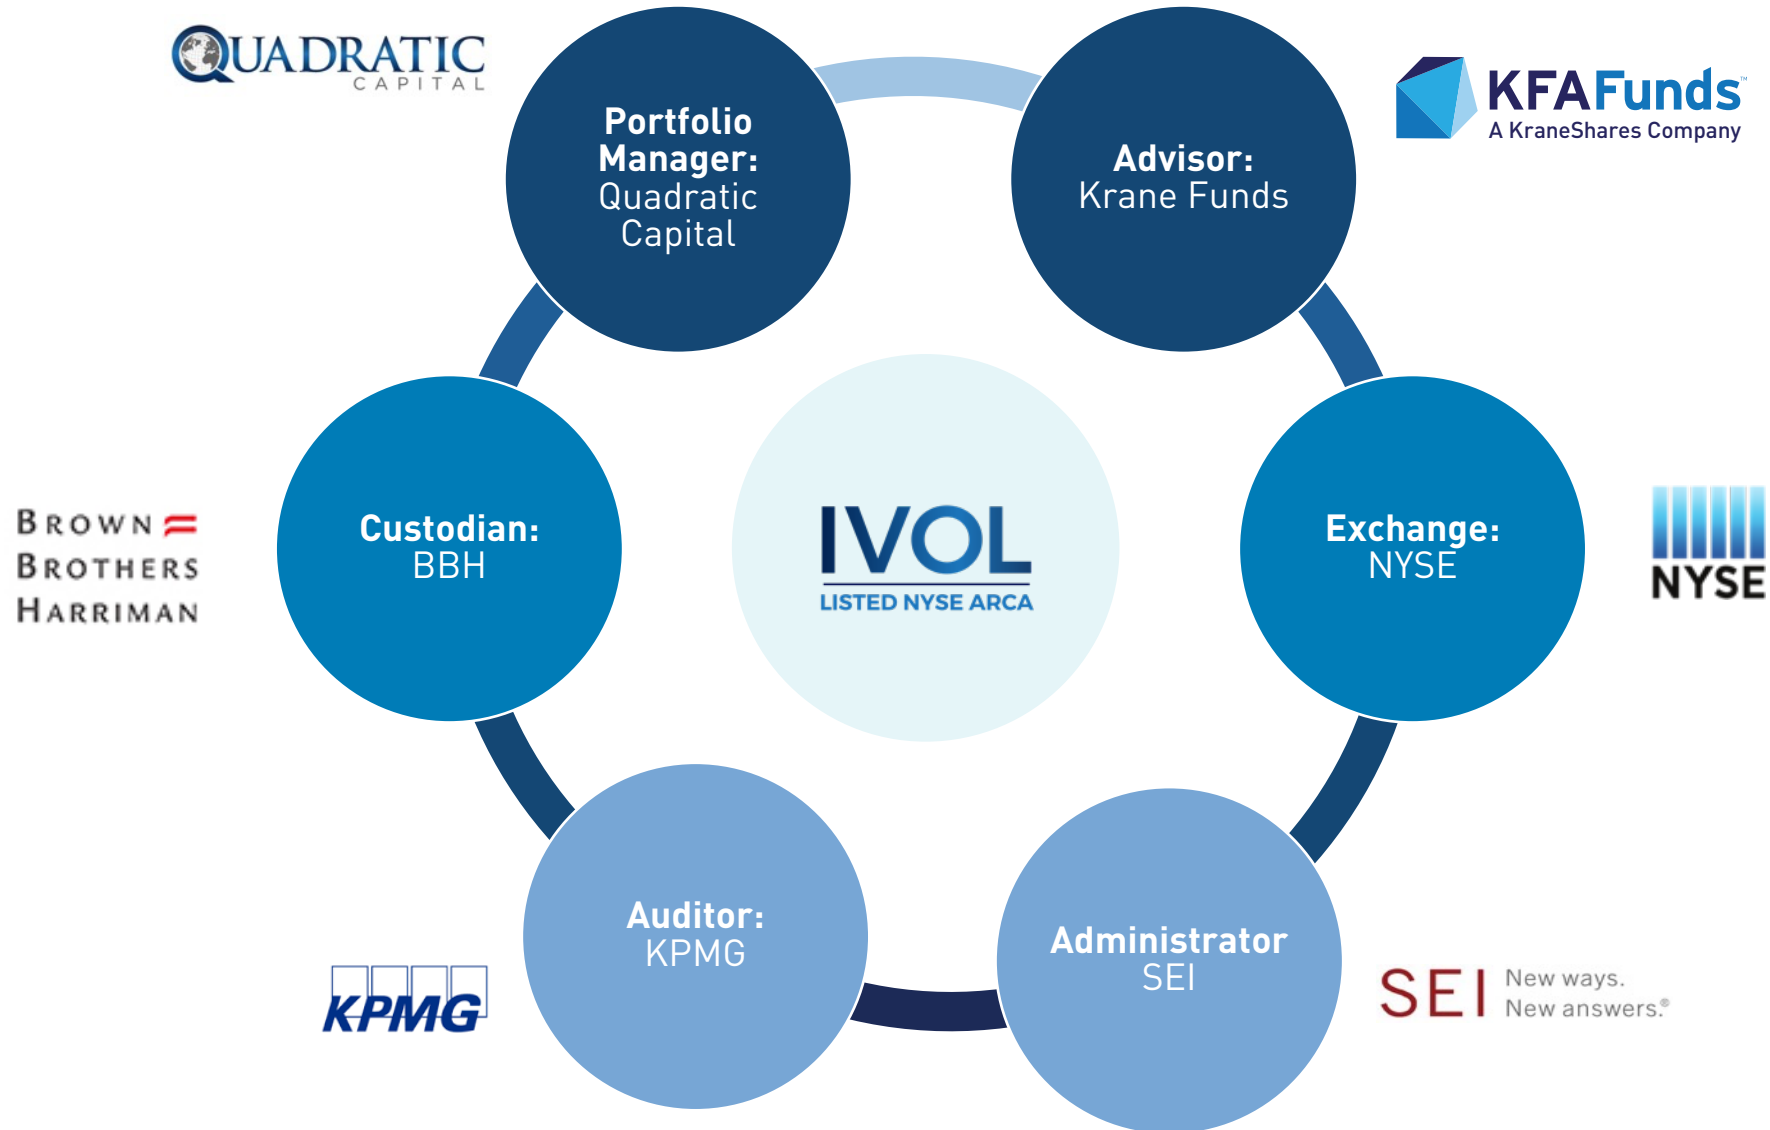 QUADRATIC
CAPITAL
Portfolio
Manager:
Quadratic
Capital
Advisor:
Krane Funds
KFAFunds™
A KraneShares Company
BROWN
BROTHERS
HARRIMAN
Custodian:
BBH
IVOL
LISTED NYSE ARCA
Exchange:
NYSE
NYSE
KPMG
Auditor:
KPMG
Administrator
SEI
SEI
New ways.
New answers.®